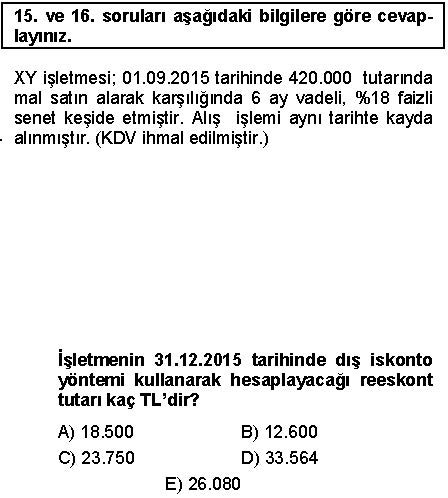 15. ve 16. soruları aşağıdaki bilgilere göre cevap-
layınız.
XY işletmesi; 01.09.2015 tarihinde 420.000 tutarında
mal satın alarak karşılığında 6 ay vadeli, %18 faizli
senet keşide etmiştir. Alış işlemi aynı tarihte kayda
alınmıştır. (KDV ihmal edilmiştir.)
İşletmenin 31.12.2015 tarihinde dış iskonto
yöntemi kullanarak hesaplayacağı reeskont
tutarı kaç TL'dir?
A) 18.500 B) 12.600
C) 23.750 D) 33.564
E) 26.080